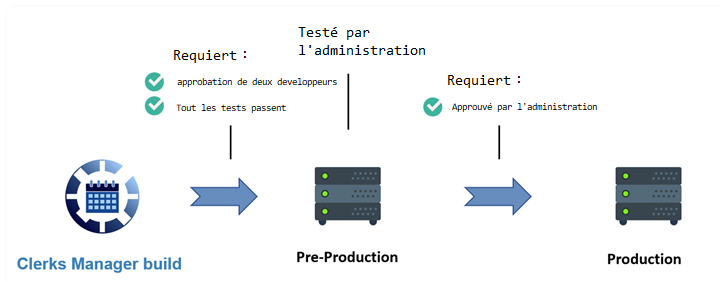 Testé par
l'administration
Requiert :
approbation de deux developpeurs
Tout les tests passent
Requiert :
Approuvé par l'administration
Clerks Manager build
Pre-Production
Production